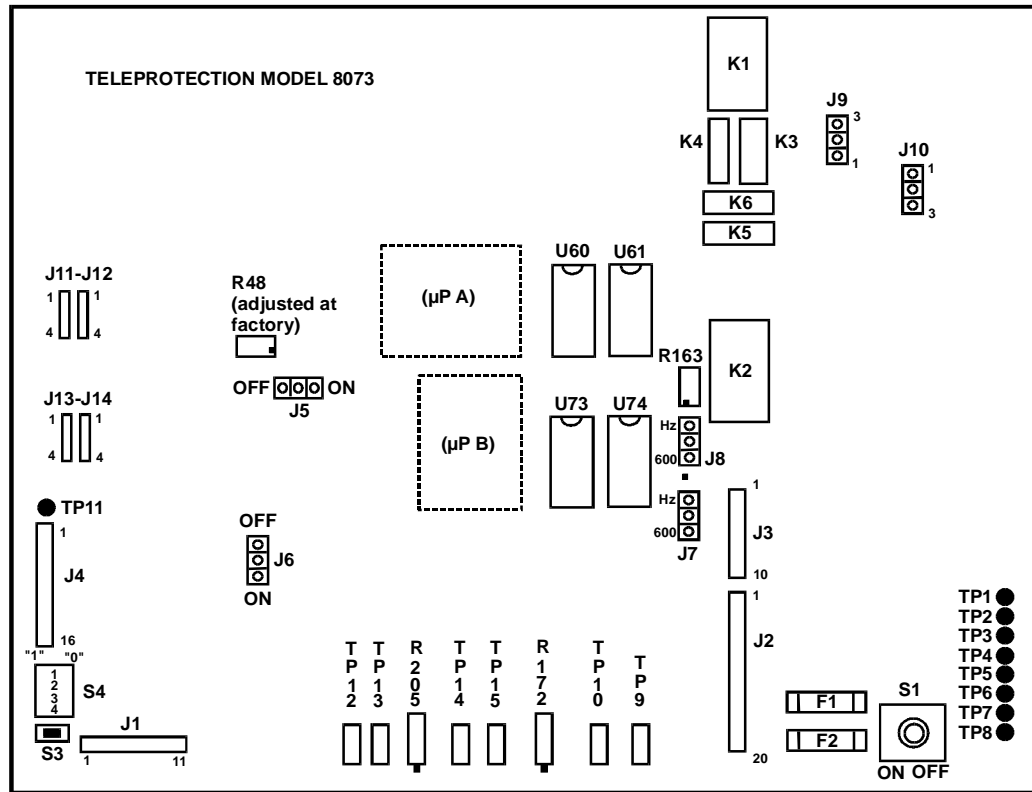 TELEPROTECTION MODEL 8073
K1
J9
3
1
K4
K3
J10
1
3
K6
K5
J11-J12
1
1
4
4
R48
(adjusted at
factory)
(µP A)
U60
U61
R163
K2
OFF
ON
J5
J13-J14
1
1
4
4
(µP B)
U73
U74
Hz
600
J8
Hz
600
J7
TP11
1
J4
16
OFF
J6
ON
1
J3
10
1
J2
20
TP1
TP2
TP3
TP4
TP5
TP6
TP7
TP8
"1"
"0"
1
2
3
4
S4
S3
J1
1
11
TP12
TP13
R205
TP14
TP15
R172
TP10
TP9
F1
F2
S1
ON OFF